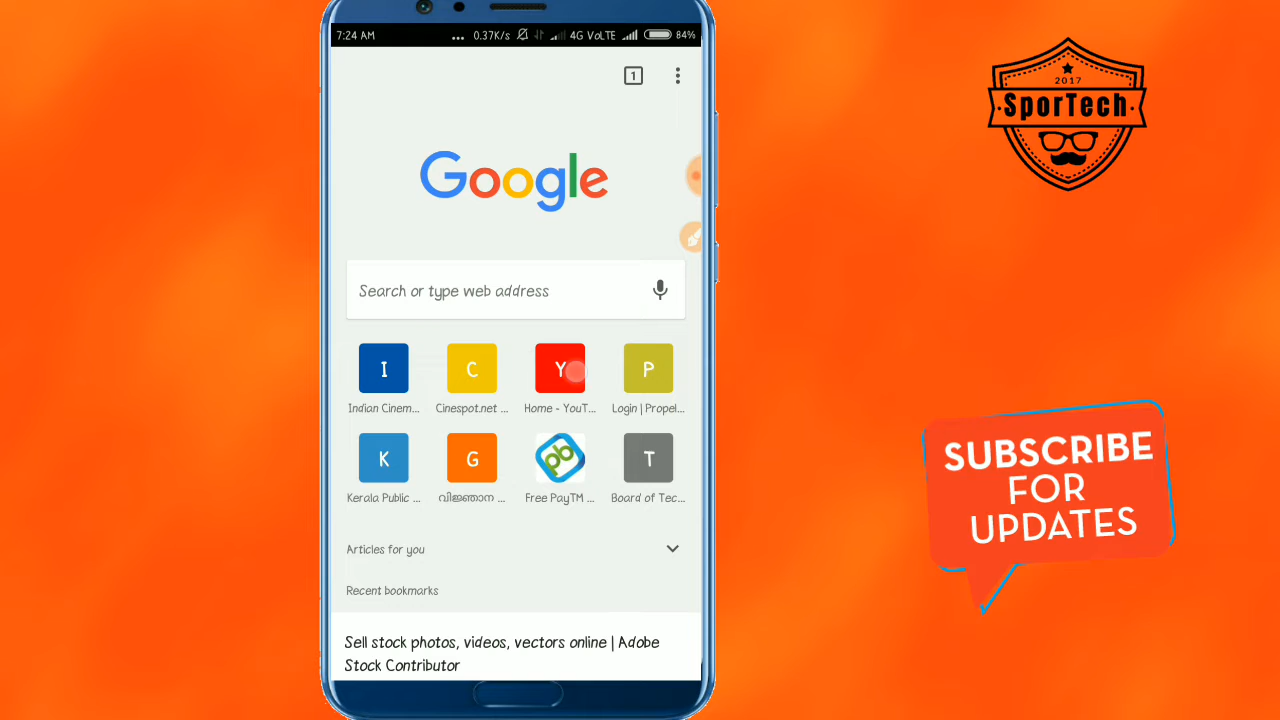 7:24 AM ... 0.37K/s 4G VoLTE 84%
1
Google
Search or type web address
I C Y P
Indian Cinem... Cinespot.net ... Home - YouT... Login | Propel...
K G pb T
Kerala Public ... വിജ്ഞാന ... Free PayTM ... Board of Tec...
Articles for you
Recent bookmarks
Sell stock photos, videos, vectors online | Adobe
Stock Contributor
2017
SporTech
SUBSCRIBE
FOR
UPDATES